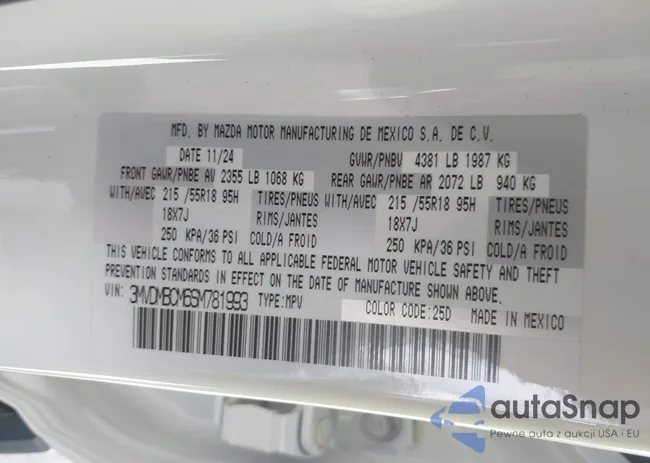 MFD. BY MAZDA MOTOR MANUFACTURING DE MEXICO S.A. DE C.V.
DATE 11/24 GVWR/PNBV 4381 LB 1987 KG
FRONT GAWR/PNBE AV 2355 LB 1068 KG REAR GAWR/PNBE AR 2072 LB 940 KG
WITH/AVEC 215 /55R18 95H TIRES/PNEUS WITH/AVEC 215 /55R18 95H TIRES/PNEUS
18X7J RIMS/JANTES 18X7J RIMS/JANTES
250 KPA/36 PSI COLD/A FROID 250 KPA/36 PSI COLD/A FROID
THIS VEHICLE CONFORMS TO ALL APPLICABLE FEDERAL MOTOR VEHICLE SAFETY AND THEFT
PREVENTION STANDARDS IN EFFECT ON THE DATE OF MANUFACTURE SHOWN ABOVE.
VIN: 3MVDMBCM6SM781993 TYPE:MPV COLOR CODE:25D MADE IN MEXICO
autaSnap
Pewne auta z aukcji USA i EU